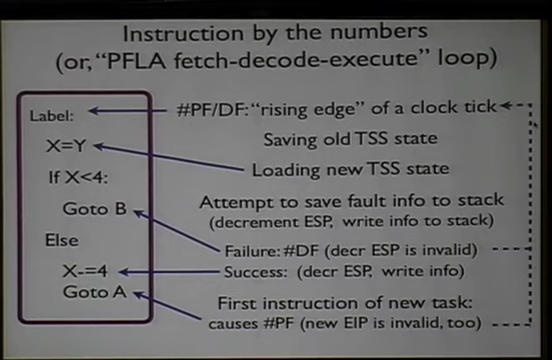 Instruction by the numbers
(or, "PFLA fetch-decode-execute" loop)
Label:
X=Y
If X<4:
Goto B
Else
X-=4
Goto A
#PF/DF: "rising edge" of a clock tick
Saving old TSS state
Loading new TSS state
Attempt to save fault info to stack
(decrement ESP, write info to stack)
Failure: #DF (decr ESP is invalid)
Success: (decr ESP, write info)
First instruction of new task:
causes #PF (new EIP is invalid, too)